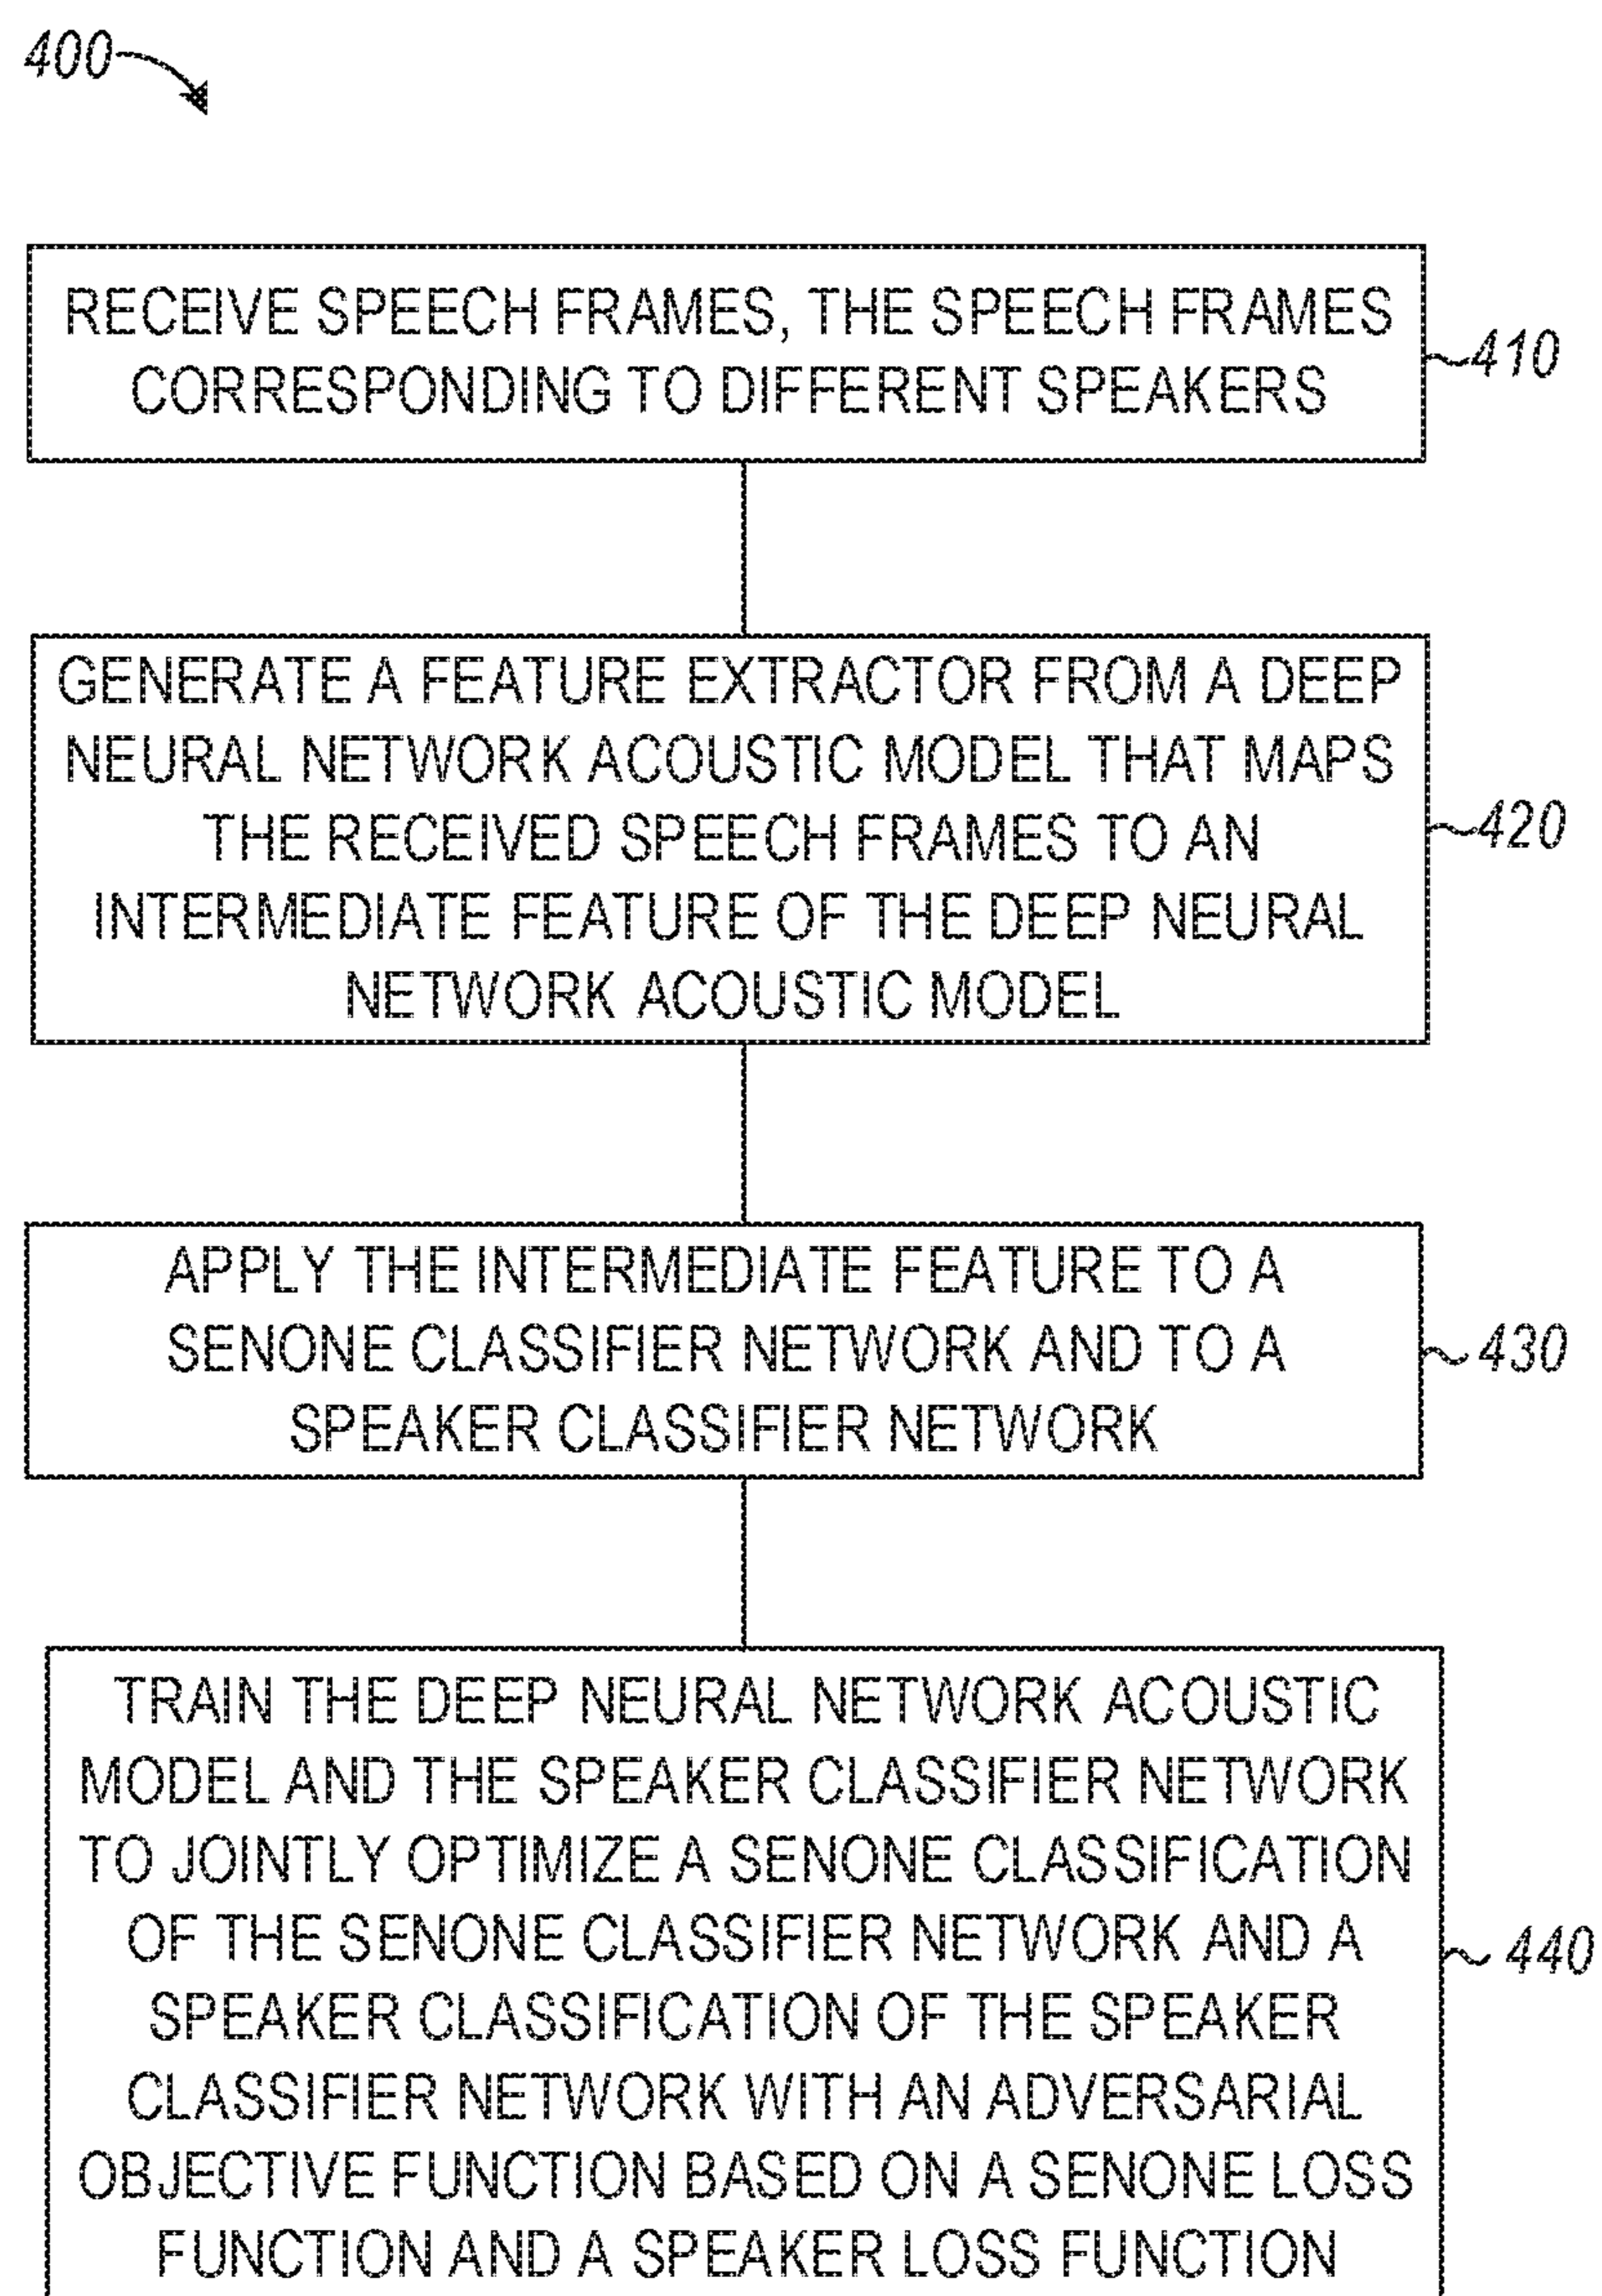 400
RECEIVE SPEECH FRAMES, THE SPEECH FRAMES
CORRESPONDING TO DIFFERENT SPEAKERS
410
GENERATE A FEATURE EXTRACTOR FROM A DEEP
NEURAL NETWORK ACOUSTIC MODEL THAT MAPS
THE RECEIVED SPEECH FRAMES TO AN
INTERMEDIATE FEATURE OF THE DEEP NEURAL
NETWORK ACOUSTIC MODEL
420
APPLY THE INTERMEDIATE FEATURE TO A
SENONE CLASSIFIER NETWORK AND TO A
SPEAKER CLASSIFIER NETWORK
430
TRAIN THE DEEP NEURAL NETWORK ACOUSTIC
MODEL AND THE SPEAKER CLASSIFIER NETWORK
TO JOINTLY OPTIMIZE A SENONE CLASSIFICATION
OF THE SENONE CLASSIFIER NETWORK AND A
SPEAKER CLASSIFICATION OF THE SPEAKER
CLASSIFIER NETWORK WITH AN ADVERSARIAL
OBJECTIVE FUNCTION BASED ON A SENONE LOSS
FUNCTION AND A SPEAKER LOSS FUNCTION
440